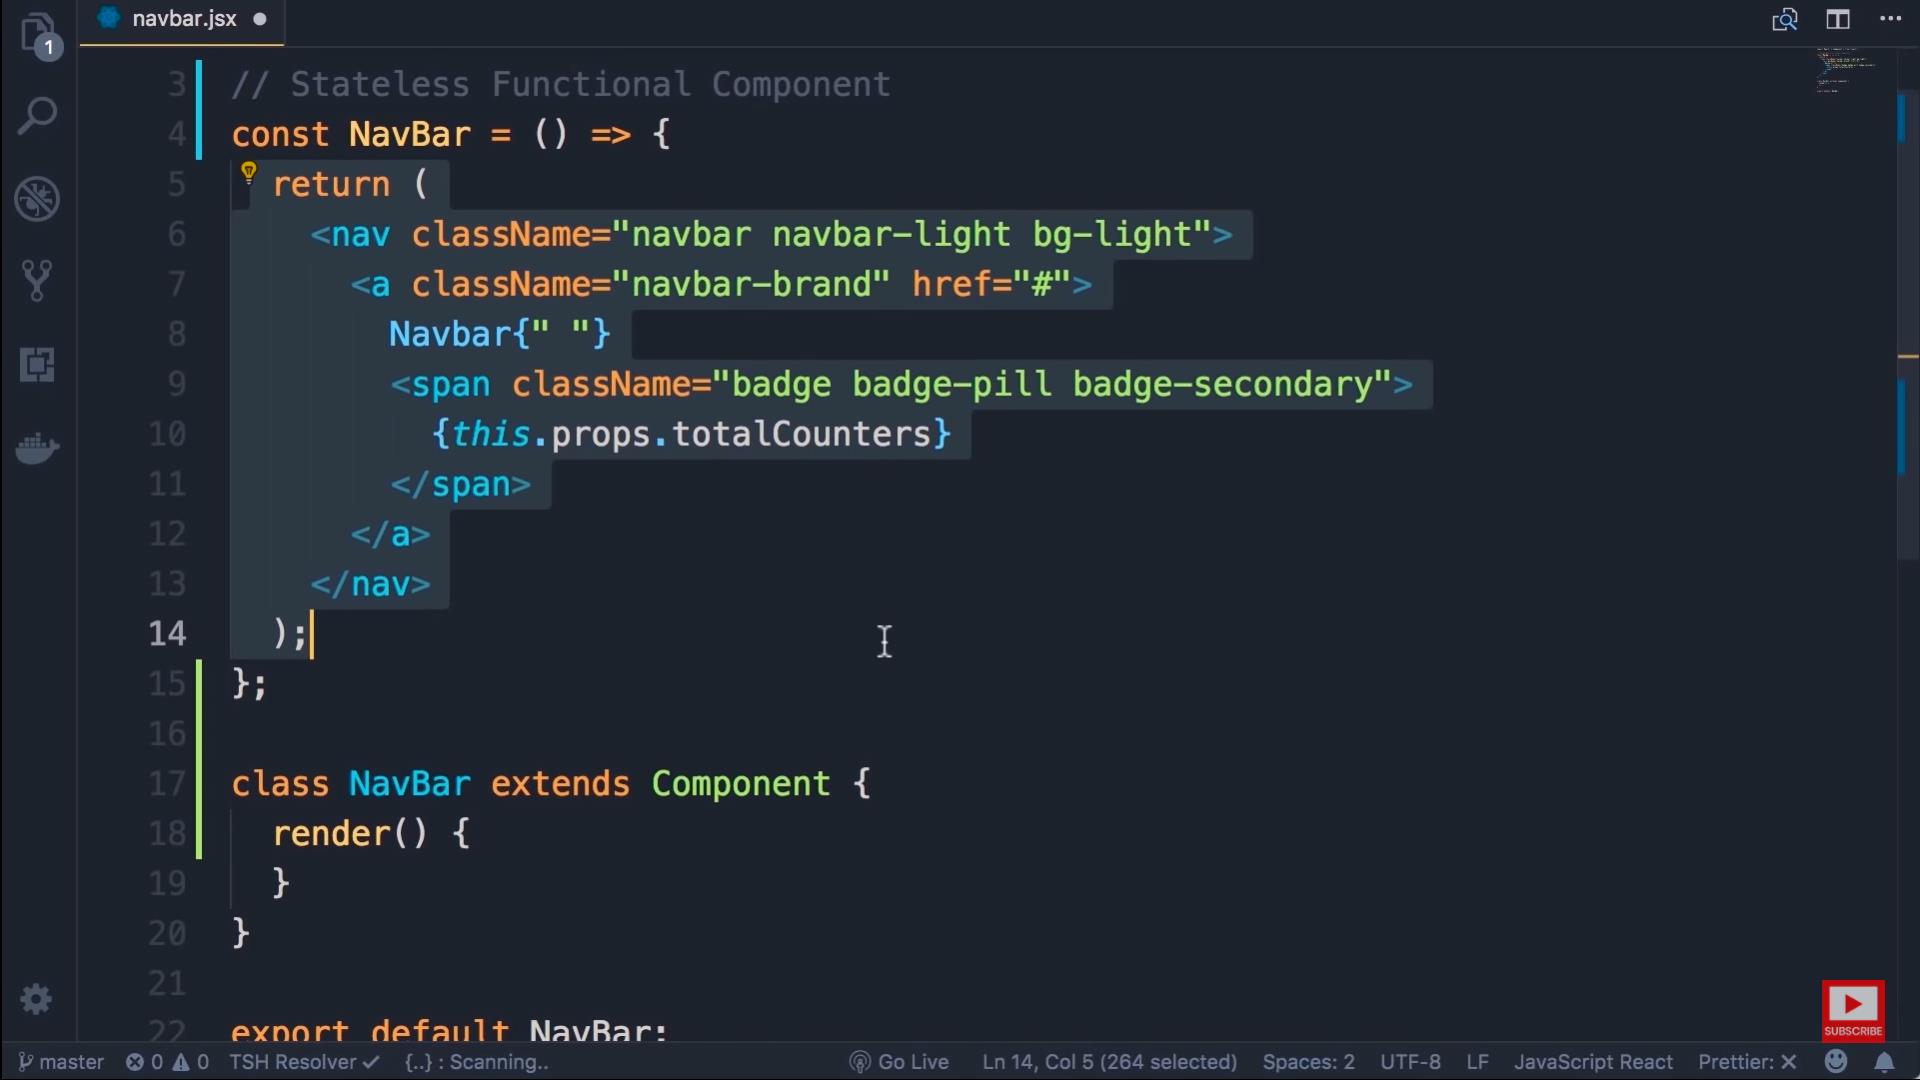 1
navbar.jsx
3 // Stateless Functional Component
4 const NavBar = () => {
5 return (
6 <nav className="navbar navbar-light bg-light">
7 <a className="navbar-brand" href="#">
8 Navbar{" "}
9 <span className="badge badge-pill badge-secondary">
10 {this.props.totalCounters}
11 </span>
12 </a>
13 </nav>
14 );
15 };
16
17 class NavBar extends Component {
18 render() {
19 }
20 }
21
22 export default NavBar;
SUBSCRIBE
master 0 0 TSH Resolver {..} : Scanning.. Go Live Ln 14, Col 5 (264 selected) Spaces: 2 UTF-8 LF JavaScript React Prettier: ×